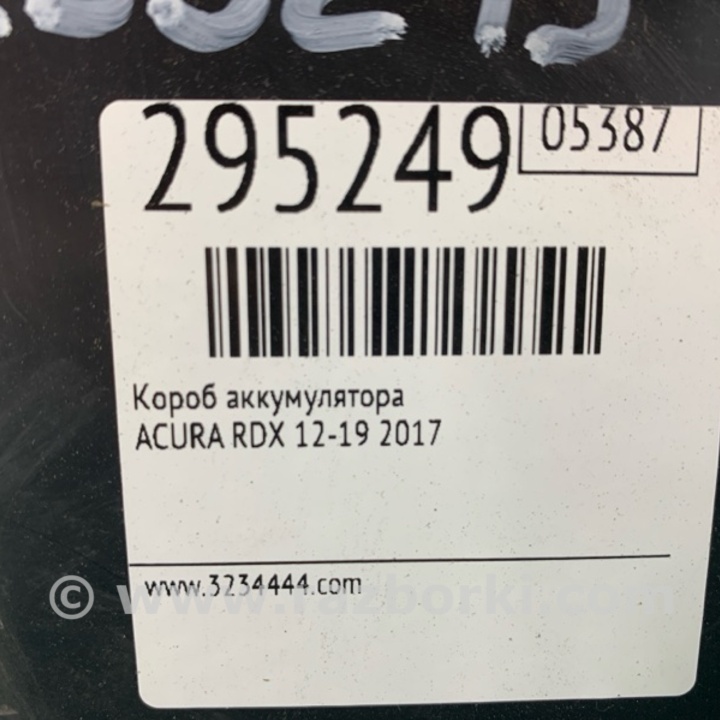 295249
05387
Короб аккумулятора
ACURA RDX 12-19 2017
www.3234444.com
© www.razborki.com